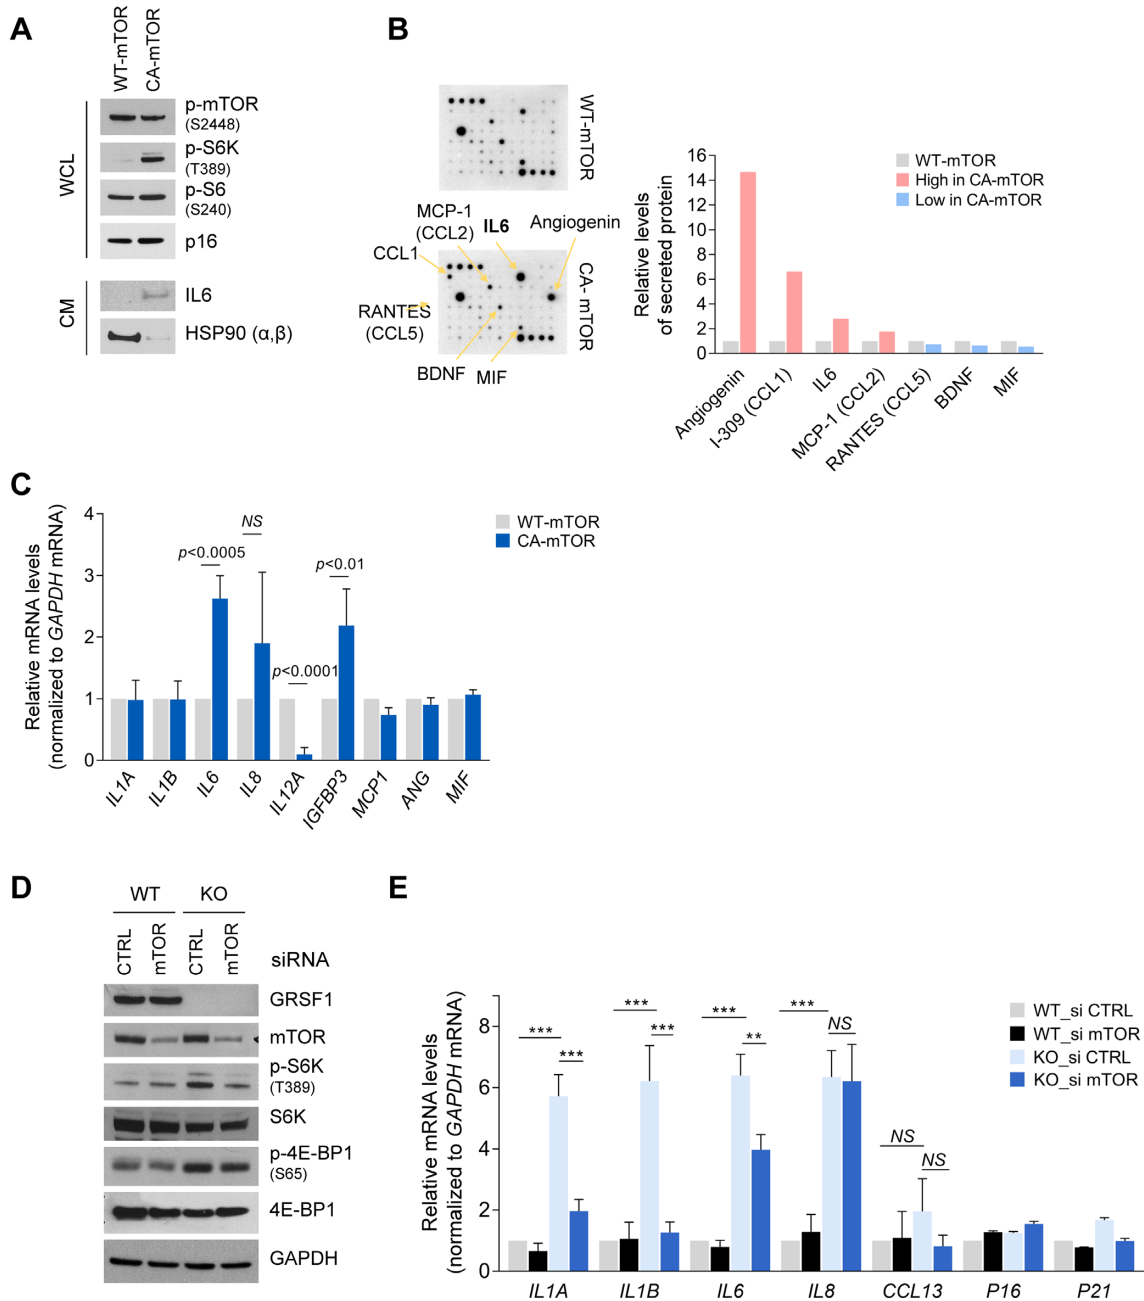 A
WT-mTOR
CA-mTOR
WCL
p-mTOR
(S2448)
p-S6K
(T389)
p-S6
(S240)
p16
CM
IL6
HSP90 (α,β)
B
WT-mTOR
MCP-1
(CCL2)
IL6
Angiogenin
CCL1
RANTES
(CCL5)
CA- mTOR
BDNF
MIF
Relative levels
of secreted protein
16
14
12
10
8
6
4
2
0
WT-mTOR
High in CA-mTOR
Low in CA-mTOR
Angiogenin
I-309 (CCL1)
IL6
MCP-1 (CCL2)
RANTES (CCL5)
BDNF
MIF
C
Relative mRNA levels
(normalized to GAPDH mRNA)
4
3
2
1
0
p<0.0005
NS
p<0.0001
p<0.01
WT-mTOR
CA-mTOR
IL1A
IL1B
IL6
IL8
IL12A
IGFBP3
MCP1
ANG
MIF
D
WT KO
CTRL
mTOR
CTRL
mTOR
siRNA
GRSF1
mTOR
p-S6K
(T389)
S6K
p-4E-BP1
(S65)
4E-BP1
GAPDH
E
Relative mRNA levels
(normalized to GAPDH mRNA)
8
6
4
2
0
*** ***
*** ***
*** **
*** NS
NS NS
WT_si CTRL
WT_si mTOR
KO_si CTRL
KO_si mTOR
IL1A IL1B IL6 IL8 CCL13 P16 P21